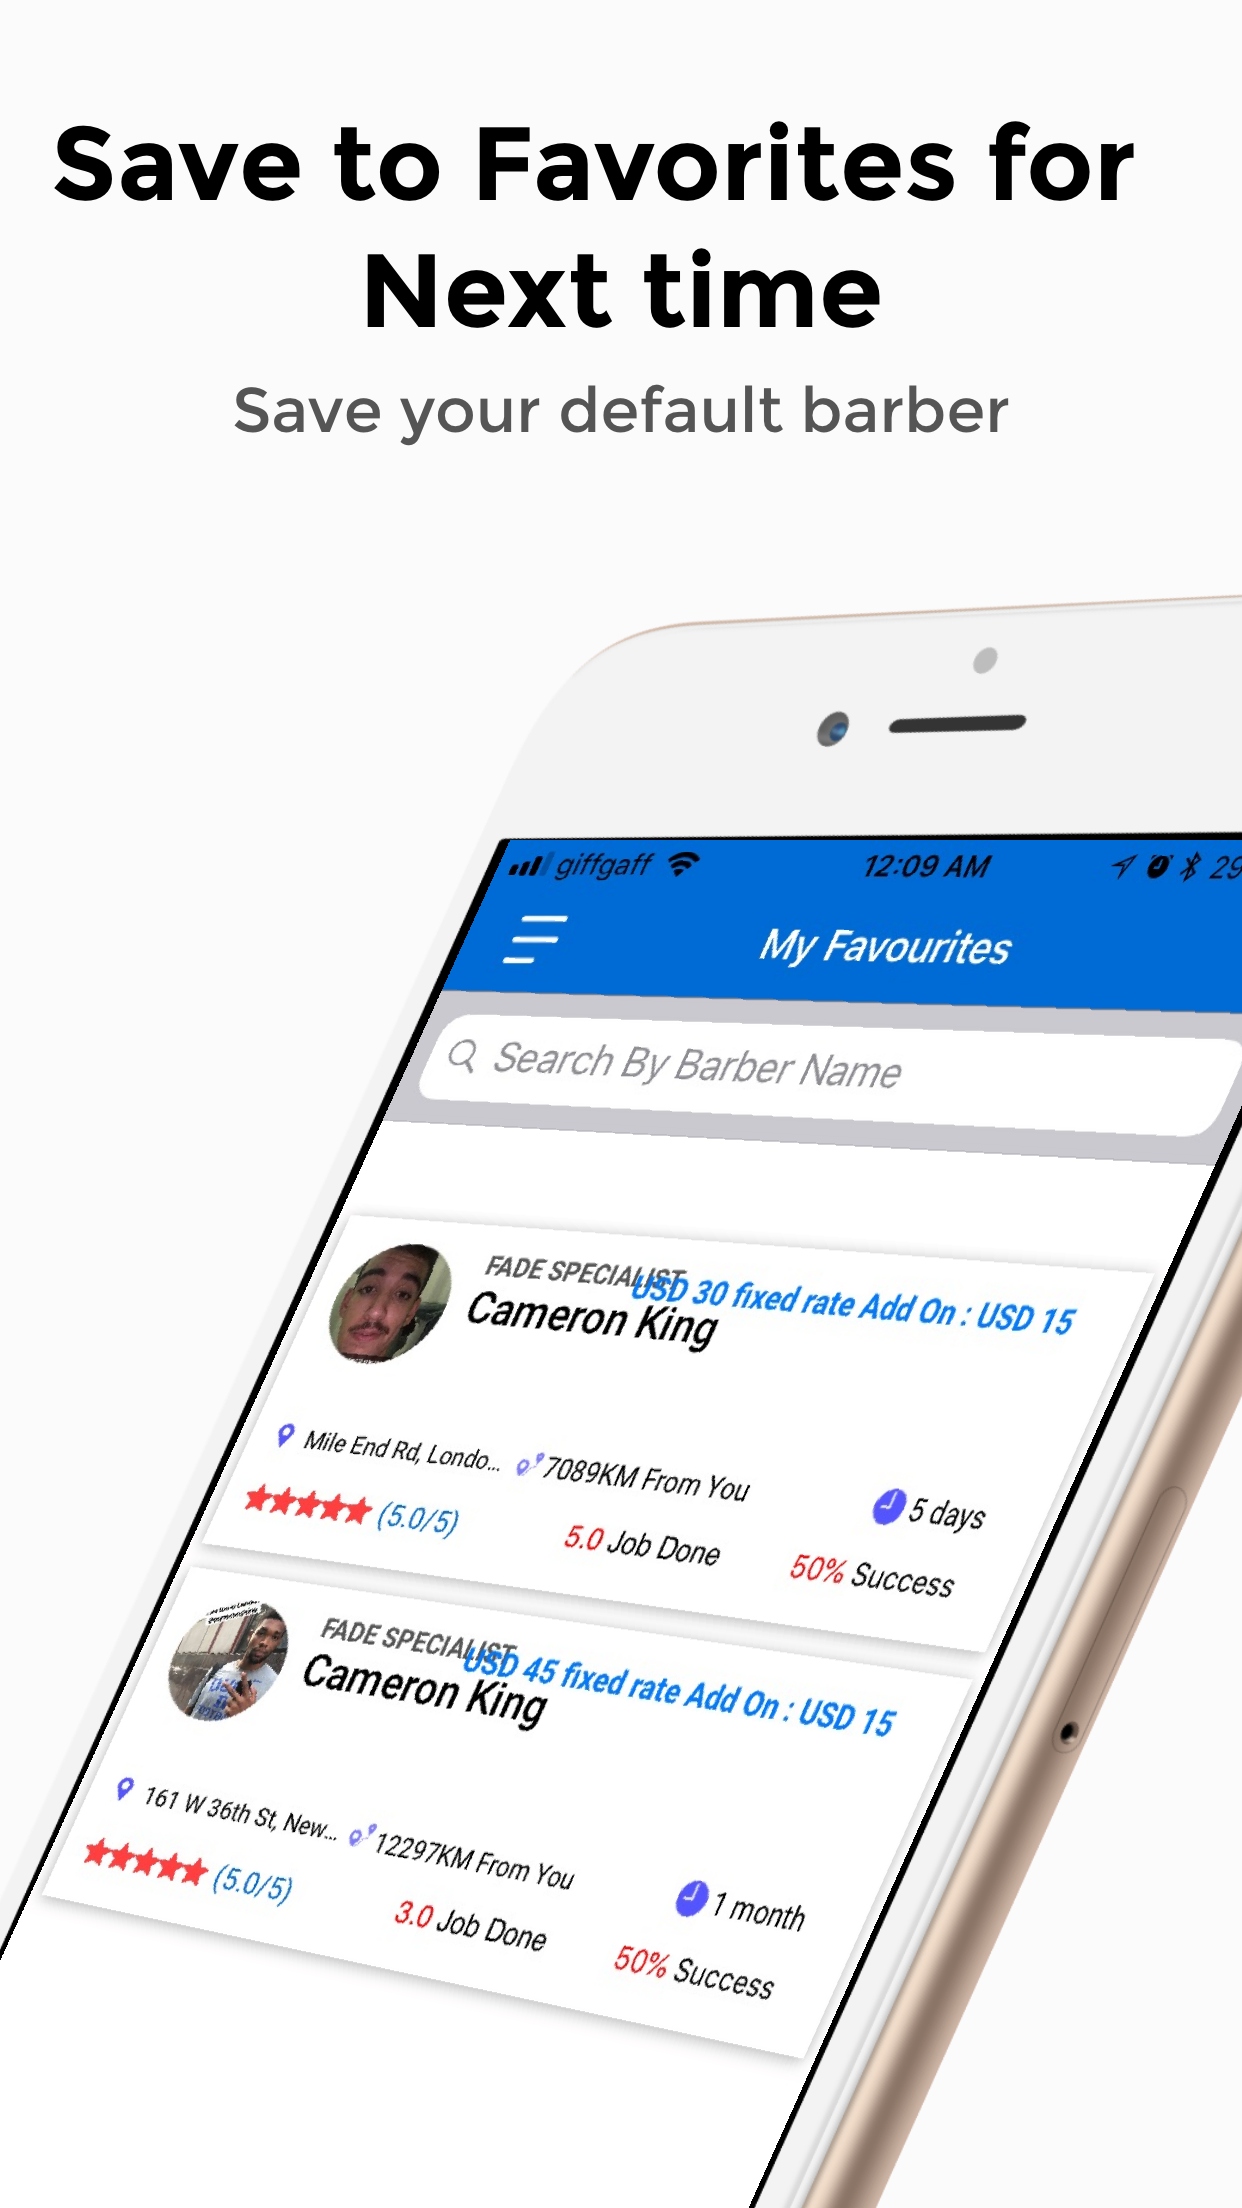 Save to Favorites for
Next time
Save your default barber
giffgaff 12:09 AM 29
My Favourites
Search By Barber Name
FADE SPECIALIST
USD 30 fixed rate Add On : USD 15
Cameron King
Mile End Rd, Londo... 7089KM From You 5 days
(5.0/5) 5.0 Job Done 50% Success
FADE SPECIALIST
USD 45 fixed rate Add On : USD 15
Cameron King
161 W 36th St, New... 12297KM From You 1 month
(5.0/5) 3.0 Job Done 50% Success